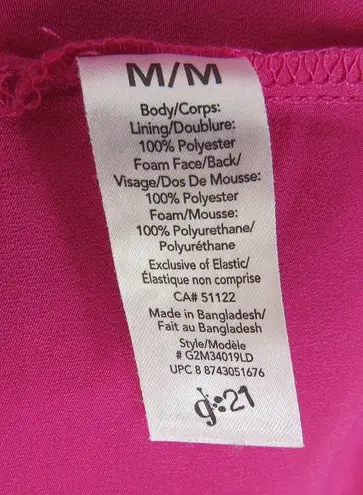 M/M
Body/Corps:
Lining/Doublure:
100% Polyester
Foam Face/Back/
Visage/Dos De Mousse:
100% Polyester
Foam/Mousse:
100% Polyurethane/
Polyuréthane
Exclusive of Elastic/
Élastique non comprise
CA# 51122
Made in Bangladesh/
Fait au Bangladesh
Style/Modèle
# G2M34019LD
UPC 8 8743051676
g:21